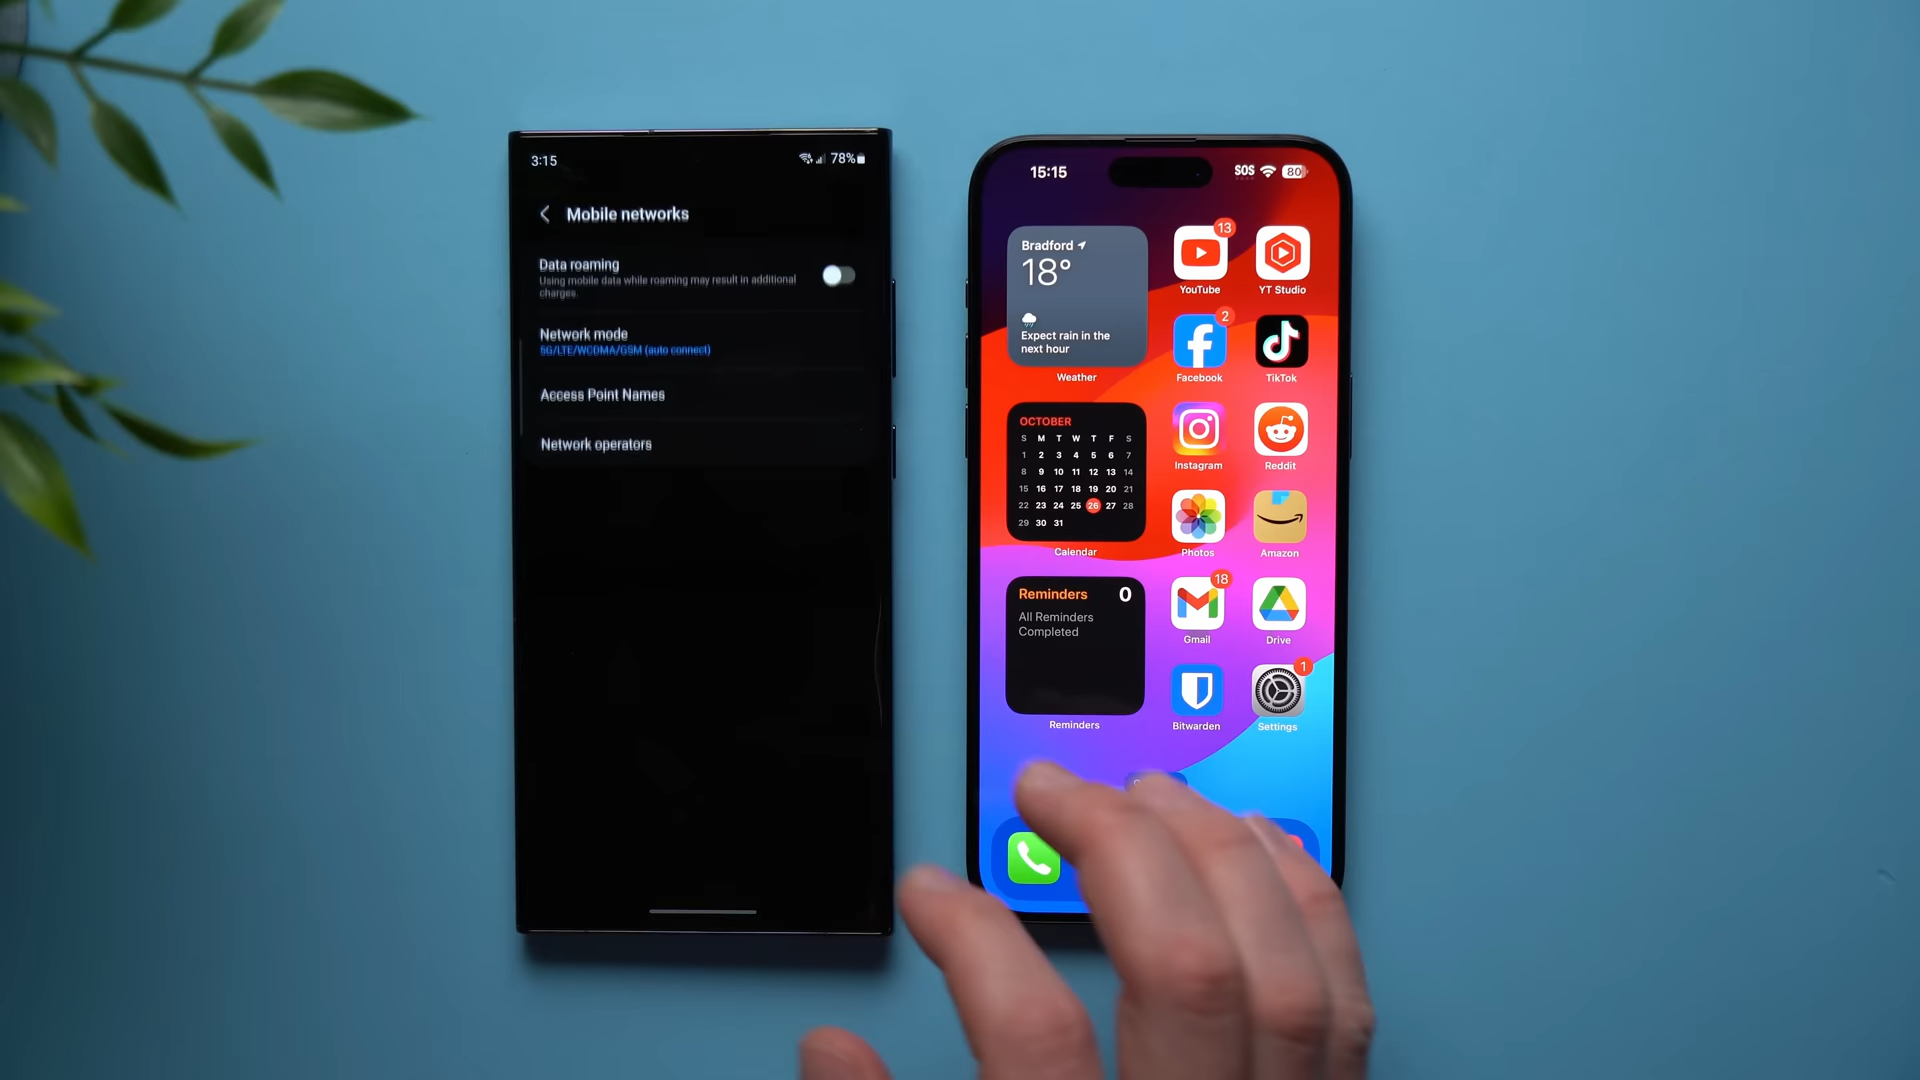 3:15
78%
Mobile networks
Data roaming
Using mobile data while roaming may result in additional
charges.
Network mode
5G/LTE/WCDMA/GSM (auto connect)
Access Point Names
Network operators
15:15
SOS
80
Bradford
18°
Expect rain in the
next hour
Weather
13
YouTube
YT Studio
2
Facebook
TikTok
OCTOBER
S M T W T F S
1 2 3 4 5 6 7
8 9 10 11 12 13 14
15 16 17 18 19 20 21
22 23 24 25 26 27 28
29 30 31
Calendar
Instagram
Reddit
Photos
Amazon
Reminders 0
All Reminders
Completed
Reminders
18
Gmail
Drive
Bitwarden
1
Settings